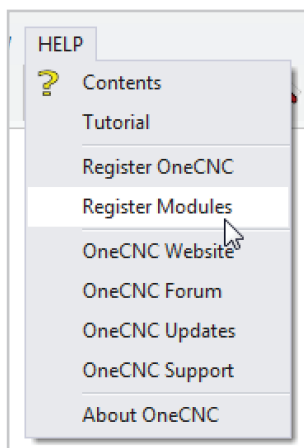 HELP
Contents
Tutorial
Register OneCNC
Register Modules
OneCNC Website
OneCNC Forum
OneCNC Updates
OneCNC Support
About OneCNC